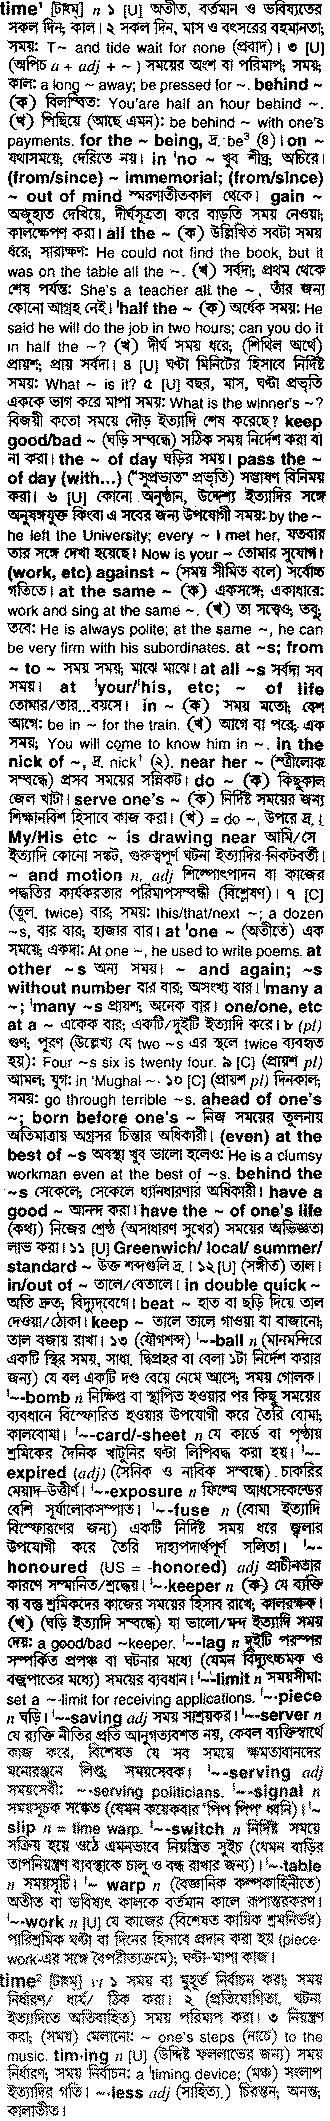 time¹ [টাইম্] n ১ [U] অতীত, বর্তমান ও ভবিষ্যতের
সকল দিন; কাল। ২ সকল দিন, মাস ও বৎসরের বহমানতা;
সময়: T~ and tide wait for none (প্রবাদ)। ৩ [U]
(অপিচ a + adj + ~) সময়ের অংশ বা পরিমাপ; সময়;
কাল: a long ~ away; be pressed for ~. behind ~
(ক) বিলম্বিত: You'are half an hour behind ~.
(খ) পিছিয়ে (আছে এমন): be behind ~ with one's
payments. for the ~ being, দ্র. be³ (৪)। on ~
যথাসময়ে; দেরিতে নয়। in ˈno ~ খুব শীঘ্র; অচিরে।
(from/since) ~ immemorial; (from/since)
~ out of mind স্মরণাতীতকাল থেকে। gain ~
অজুহাত দেখিয়ে, দীর্ঘসূত্রতা করে বাড়তি সময় নেওয়া;
কালক্ষেপণ করা। all the ~ (ক) উল্লিখিত সবটা সময়
ধরে; সারাক্ষণ: He could not find the book, but it
was on the table all the ~. (খ) সর্বদা; প্রথম থেকে
শেষ পর্যন্ত: She's a teacher all the ~, তাঁর অন্য
কোনো আগ্রহ নেই। ˈhalf the ~ (ক) অর্ধেক সময়: He
said he will do the job in two hours; can you do it
in half the ~? (খ) দীর্ঘ সময় ধরে; (শিথিল অর্থে)
প্রায়শ; প্রায় সর্বদা। ৪ [U] ঘণ্টা মিনিটের হিসাবে নির্দিষ্ট
সময়: What ~ is it? ৫ [U] বছর, মাস, ঘণ্টা প্রভৃতি
এককে ভাগ করে মাপা সময়: What is the winner's ~?
বিজয়ী কতো সময়ে দৌড় ইত্যাদি শেষ করেছে? keep
good/bad ~ (ঘড়ি সম্বন্ধে) সঠিক সময় নির্দেশ করা বা
না করা। the ~ of day ঘড়ির সময়। pass the ~
of day (with...) ("সুপ্রভাত" প্রভৃতি) সম্ভাষণ বিনিময়
করা। ৬ [U] কোনো অনুষ্ঠান, উদ্দেশ্য ইত্যাদির সঙ্গে
অনুষঙ্গযুক্ত কিংবা এ সবের জন্য উপযোগী সময়: by the ~
he left the University; every ~ I met her, যতবার
তার সঙ্গে দেখা হয়েছে। Now is your ~ তোমার সুযোগ।
(work, etc) against ~ (সময় সীমিত বলে) সর্বোচ্চ
গতিতে। at the same ~ (ক) একসঙ্গে; একাধারে:
work and sing at the same ~. (খ) তা সত্ত্বেও; তবু;
তবে: He is always polite; at the same ~, he can
be very firm with his subordinates. at ~s; from
~ to ~ সময় সময়; মাঝে মাঝে। at all ~s সর্বদা সব
সময়। at ˈyour/ˈhis, etc; ~ of life
তোমার/তার...বয়সে। in ~ (ক) সময় মতো; বেশ
আগে: be in ~ for the train. (খ) আগে বা পরে; এক
সময়; You will come to know him in ~. in the
nick of ~, দ্র. nick¹ (২). near her ~ (স্ত্রীলোক
সম্বন্ধে) প্রসব সময়ের সন্নিকট। do ~ (ক) কিছুকাল
জেল খাটা। serve one's ~ (ক) নির্দিষ্ট সময়ের জন্য
শিক্ষানবিশ হিসাবে কাজ করা। (খ) = do ~, উপরে দ্র.।
My/His etc ~ is drawing near আমি/সে
ইত্যাদি কোনো সঙ্কট, গুরুত্বপূর্ণ ঘটনা ইত্যাদির-নিকটবর্তী।
~ and motion n, adj শিল্পোৎপাদন বা কাজের
পদ্ধতির কার্যকরতার পরিমাপসম্বন্ধী (বিশ্লেষণ)। ৭ [C]
(তুল. twice) বার; সময়: this/that/next ~; a dozen
~s, বার বার; হাজার বার। at ˈone ~ (অতীতে) এক
সময়ে; একদা: At one ~, he used to write poems. at
other ~s অন্য সময়। ~ and again; ~s
without number বার বার; অসংখ্য বার। ˈmany a
~; ˈmany ~s প্রায়শ; অনেক বার। one/one, etc
at a ~ একেক বার; একটি/দুইটি ইত্যাদি করে। ৮ (pl)
গুণ; পূরণ (উল্লেখ্য যে two ~s এর স্থলে twice ব্যবহৃত
হয়): Four ~s six is twenty four. ৯ [C] (প্রায়শ pl)
আমল; যুগ: in ˈMughal ~. ১০ [C] (প্রায়শ pl) দিনকাল;
সময়: go through terrible ~s. ahead of one's
~; born before one's ~ নিজ সময়ের তুলনায়
অতিমাত্রায় অগ্রসর চিন্তার অধিকারী। (even) at the
best of ~s অবস্থা খুব ভালো হলেও: He is a clumsy
workman even at the best of ~s. behind the
~s সেকেলে; সেকেলে ধ্যানধারণার অধিকারী। have a
good ~ আনন্দ করা। have the ~ of one's life
(কথ্য) নিজের শ্রেষ্ঠ (অসাধারণ সুখের) সময়ের অভিজ্ঞতা
লাভ করা। ১১ [U] Greenwich/ local/ summer/
standard ~ উক্ত শব্দগুলি দ্র.। ১২ [U] (সঙ্গীত) তাল।
in/out of ~ তালে/বেতালে। in double quick ~
অতি দ্রুত; বিদ্যুদ্বেগে। beat ~ হাত বা ছড়ি দিয়ে তাল
দেওয়া/ঠোকা। keep ~ তালে তালে গাওয়া বা বাজানো;
তাল বজায় রাখা। ১৩ (যৌগশব্দ) ˈ~-ball n (মানমন্দিরে
একটি স্থির সময়, সাধা. দ্বিপ্রহর বা বেলা ১টা নির্দেশ করার
জন্য) যে বল একটি দণ্ড বেয়ে নেমে আসে; সময় গোলক।
ˈ~-bomb n নিক্ষিপ্ত বা স্থাপিত হওয়ার পর কিছু সময়ের
ব্যবধানে বিস্ফোরিত হওয়ার উপযোগী করে তৈরি বোমা;
কালবোমা। ˈ~-card/-sheet n যে কার্ডে বা পৃষ্ঠায়
শ্রমিকের দৈনিক খাটুনির ঘণ্টা লিপিবদ্ধ করা হয়। ˈ~-
expired (adj) (সৈনিক ও নাবিক সম্বন্ধে) চাকরির
মেয়াদ-উত্তীর্ণ। ˈ~-exposure n ফিল্মে আধসেকেন্ডের
বেশি সূর্যালোকসম্পাত। ˈ~-fuse n (বোমা ইত্যাদি
বিস্ফোরণের জন্য) একটি নির্দিষ্ট সময় ধরে জ্বলার
উপযোগী করে তৈরি দাহ্যপদার্থপূর্ণ সলিতা। ˈ~-
honoured (US = -honored) adj প্রাচীনতার
কারণে সম্মানিত/শ্রদ্ধেয়। ˈ~-keeper n (ক) যে ব্যক্তি
বা বস্তু শ্রমিকদের কাজের সময়ের হিসাব রাখে; কালরক্ষক।
(খ) (ঘড়ি ইত্যাদি সম্বন্ধে) যা ভালো/মন্দ ইত্যাদি সময়
দেয়: a good/bad ~keeper. ˈ~-lag n দুইটি পরস্পর
সম্পর্কিত প্রপঞ্চ বা ঘটনার মধ্যে (যেমন বিদ্যুৎচমক ও
বজ্রপাতের মধ্যে) সময়ের ব্যবধান। ˈ~-limit n সময়সীমা:
set a ~-limit for receiving applications. ˈ~-piece
n ঘড়ি। ˈ~-saving adj সময় সাশ্রয়কর। ˈ~-server n
যে ব্যক্তি নীতির প্রতি আনুগত্যবশত নয়, কেবল ব্যক্তিস্বার্থে
কাজ করে, বিশেষত যে সব সময়ে ক্ষমতাবানদের
মনোরঞ্জনে লিপ্ত; সময়সেবক। ˈ~-serving adj
সময়সেবী: ~-serving politicians. ˈ~-signal n
সময়সূচক সঙ্কেত (যেমন কয়েকবার ‘পিপ পিপ’ ধ্বনি)। ˈ~
slip n = time warp. ˈ~-switch n নির্দিষ্ট সময়ে
সক্রিয় হয়ে ওঠে এমনভাবে নিয়ন্ত্রিত সুইচ (যেমন বাড়ির
তাপনিয়ন্ত্রণ ব্যবস্থাকে চালু ও বন্ধ রাখার জন্য)। ˈ~-table
n সময়সূচি। ˈ~ warp n (বৈজ্ঞানিক কল্পকাহিনীতে)
অতীত বা ভবিষ্যৎ কালকে বর্তমান কালে রূপান্তরকরণ।
ˈ~-work n [U] যে কাজের (বিশেষত কায়িক শ্রমনির্ভর)
পারিশ্রমিক ঘণ্টা বা দিনের হিসাবে প্রদান করা হয় (piece-
work-এর সঙ্গে বৈপরীত্যক্রমে); ঘণ্টা-মাপা কাজ।
time² [টাইম্] vt ১ সময় বা মুহূর্ত নির্বাচন করা; সময়
নির্ধারণ/ ধার্য/ ঠিক করা। ২ (প্রতিযোগিতা, ঘটনা
ইত্যাদিতে অতিবাহিত) সময় পরিমাপ করা। ৩ নিয়ন্ত্রণ
করা; (সময়) মেলানো: ~ one's steps (নাচে) to the
music. tim·ing n [U] (উদ্দিষ্ট ফললাভের জন্য) সময়
নির্ধারণ; সময় নির্বাচন: a ˈtiming device; (মঞ্চ) সংলাপ
ইত্যাদির গতি। ~·less adj (সাহিত্য.) চিরন্তন; অনন্ত;
কালাতীত।